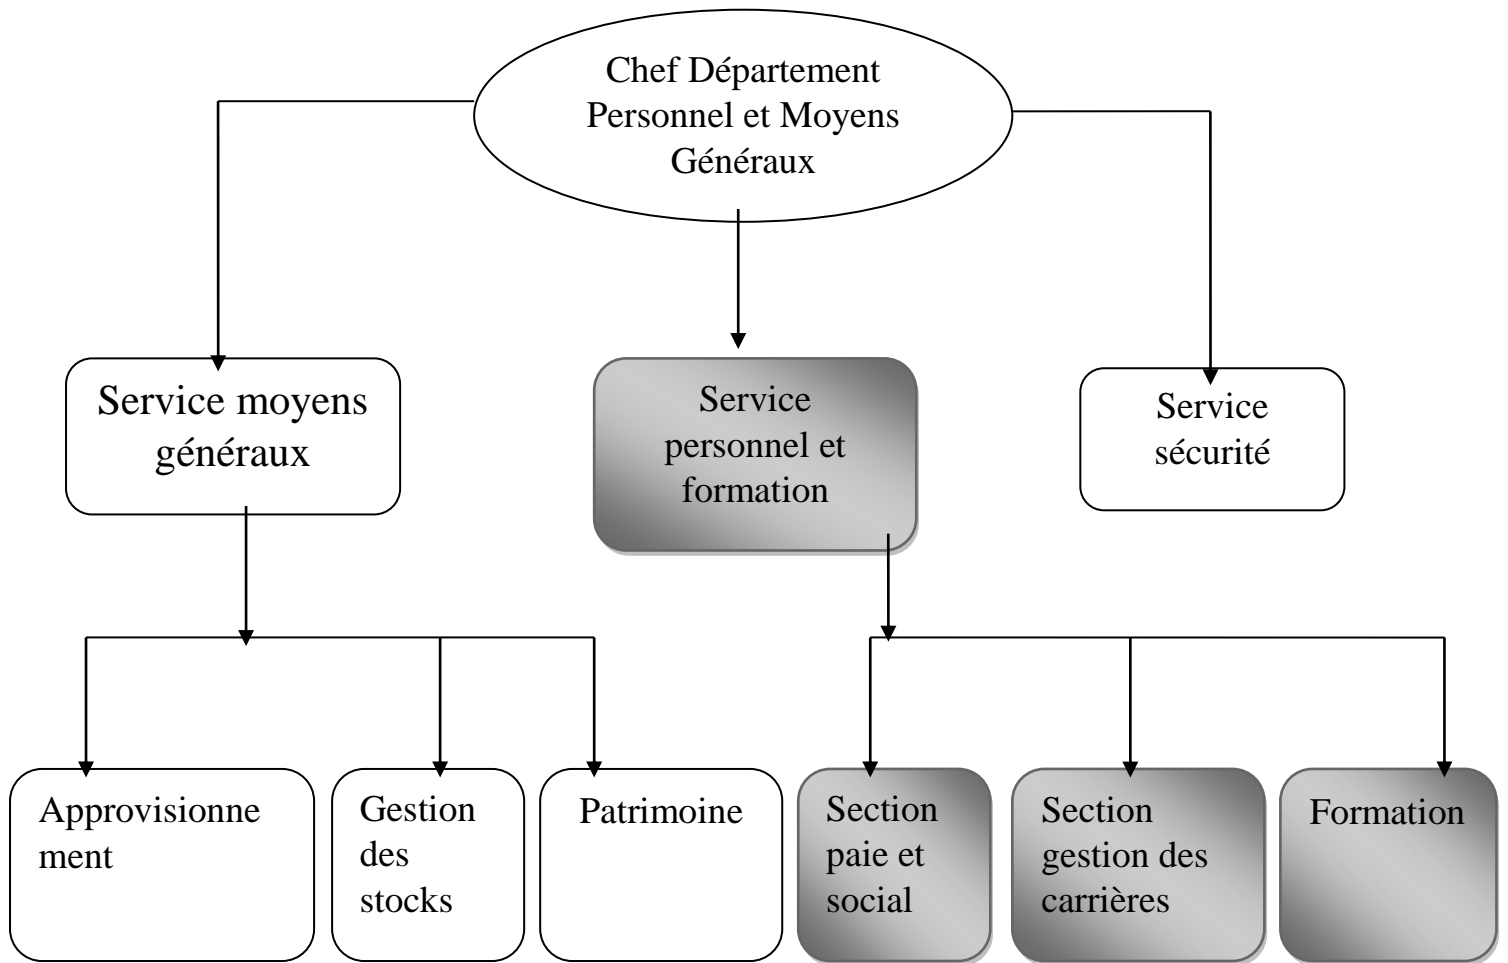 Chef Département
Personnel et Moyens
Généraux
Service moyens
généraux
Service
personnel et
formation
Service
sécurité
Approvisionne
ment
Gestion
des
stocks
Patrimoine
Section
paie et
social
Section
gestion des
carrières
Formation